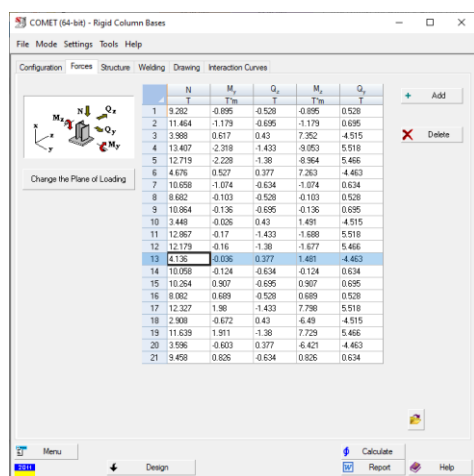 COMET (64-bit) - Rigid Column Bases
File Mode Settings Tools Help
Configuration Forces Structure Welding Drawing Interaction Curves
N My Qz Mz Qy
T T*m T T*m T
1 9.282 -0.895 -0.528 -0.895 0.528
2 11.464 -1.179 -0.695 -1.179 0.695
3 3.988 0.617 0.43 7.352 -4.515
4 13.407 -2.318 -1.433 -9.053 5.518
5 12.719 -2.228 -1.38 -8.964 5.466
6 4.676 0.527 0.377 7.263 -4.463
7 10.658 -1.074 -0.634 -1.074 0.634
8 8.682 -0.103 -0.528 -0.103 0.528
9 10.864 -0.136 -0.695 -0.136 0.695
10 3.448 -0.026 0.43 1.491 -4.515
11 12.867 -0.17 -1.433 -1.688 5.518
12 12.179 -0.16 -1.38 -1.677 5.466
13 4.136 -0.036 0.377 1.481 -4.463
14 10.058 -0.124 -0.634 -0.124 0.634
15 10.264 0.907 -0.695 0.907 0.695
16 8.082 0.689 -0.528 0.689 0.528
17 12.327 1.98 -1.433 7.798 5.518
18 2.908 -0.672 0.43 -6.49 -4.515
19 11.639 1.911 -1.38 7.729 5.466
20 3.596 -0.603 0.377 -6.421 -4.463
21 9.458 0.826 -0.634 0.826 0.634
Mz N Qz
x z Qy
y My
Change the Plane of Loading
Add
Delete
Menu
Calculate
2011 Design
W Report
Help